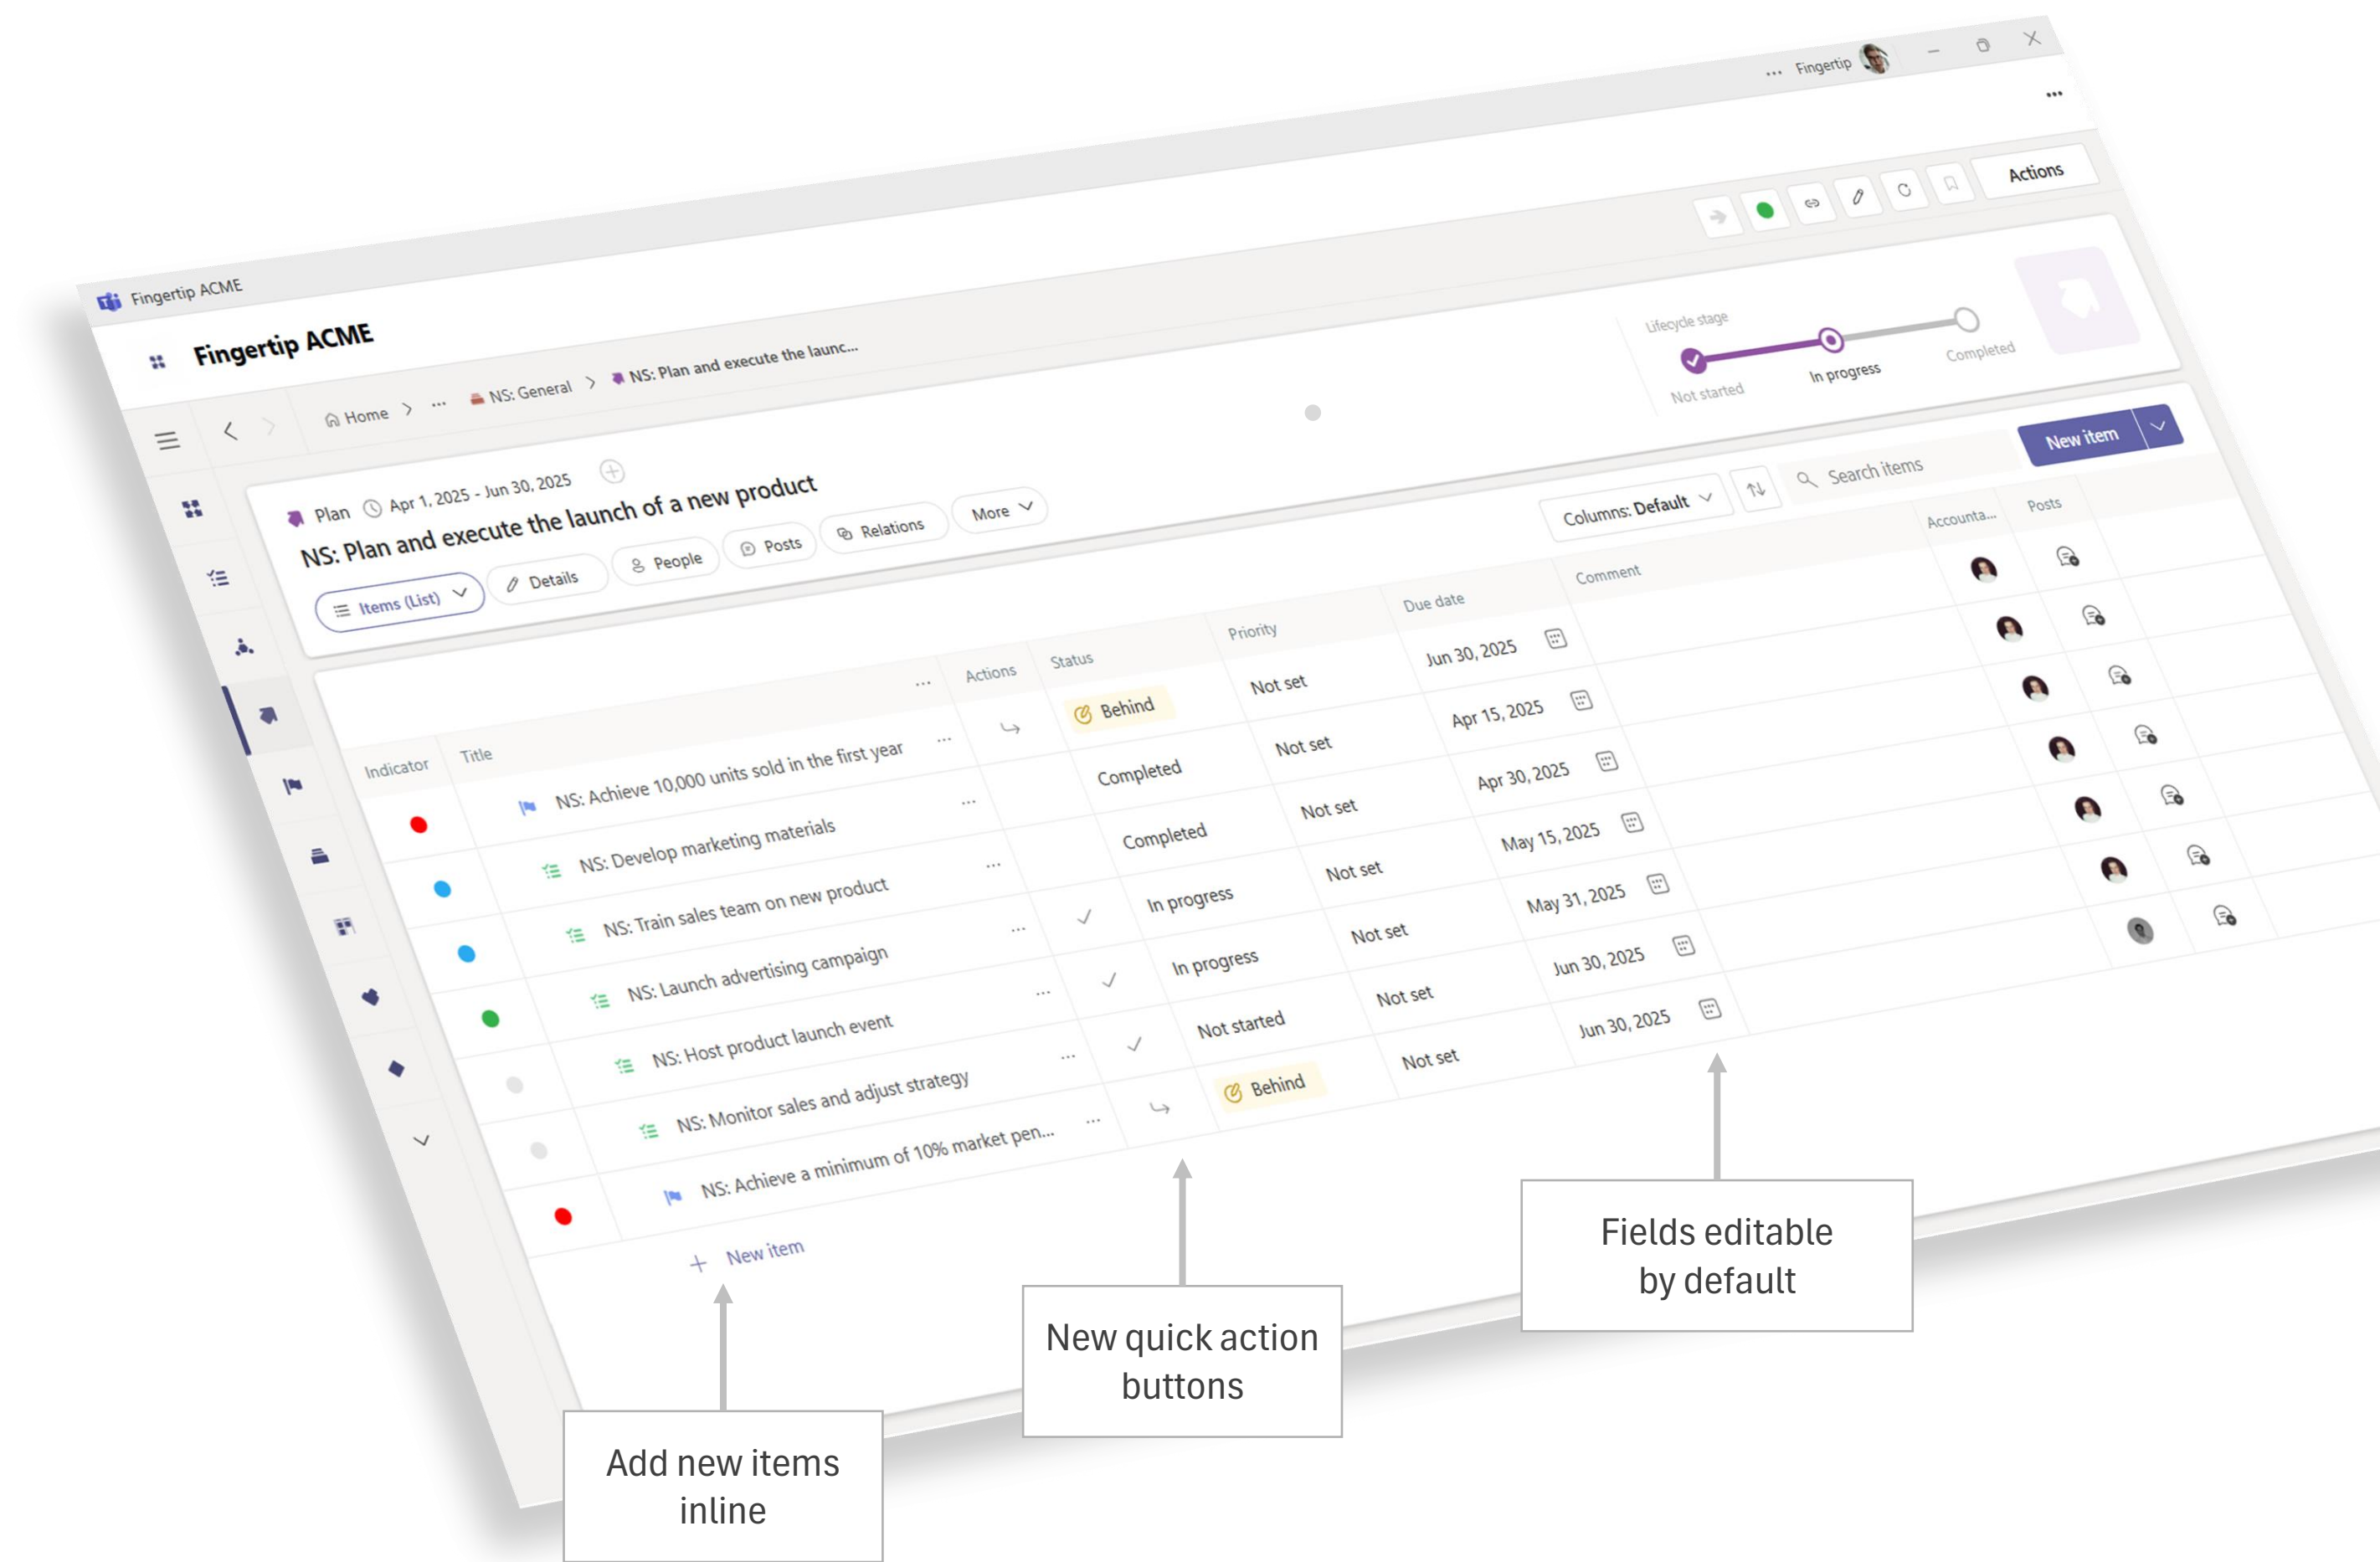 Fingertip ACME
... Fingertip
Fingertip ACME
...
Home > ... NS: General > NS: Plan and execute the launc...
Actions
Plan Apr 1, 2025 - Jun 30, 2025
NS: Plan and execute the launch of a new product
Items (List) Details People Posts Relations More
Lifecycle stage
Not started In progress Completed
Columns: Default Search items New item
Indicator Title ... Actions Status Priority Due date Comment Accounta... Posts
NS: Achieve 10,000 units sold in the first year ... Behind Not set Jun 30, 2025
NS: Develop marketing materials ... Completed Not set Apr 15, 2025
NS: Train sales team on new product ... Completed Not set Apr 30, 2025
NS: Launch advertising campaign ... In progress Not set May 15, 2025
NS: Host product launch event ... In progress Not set May 31, 2025
NS: Monitor sales and adjust strategy ... Not started Not set Jun 30, 2025
NS: Achieve a minimum of 10% market pen... ... Behind Not set Jun 30, 2025
+ New item
Add new items
inline
New quick action
buttons
Fields editable
by default